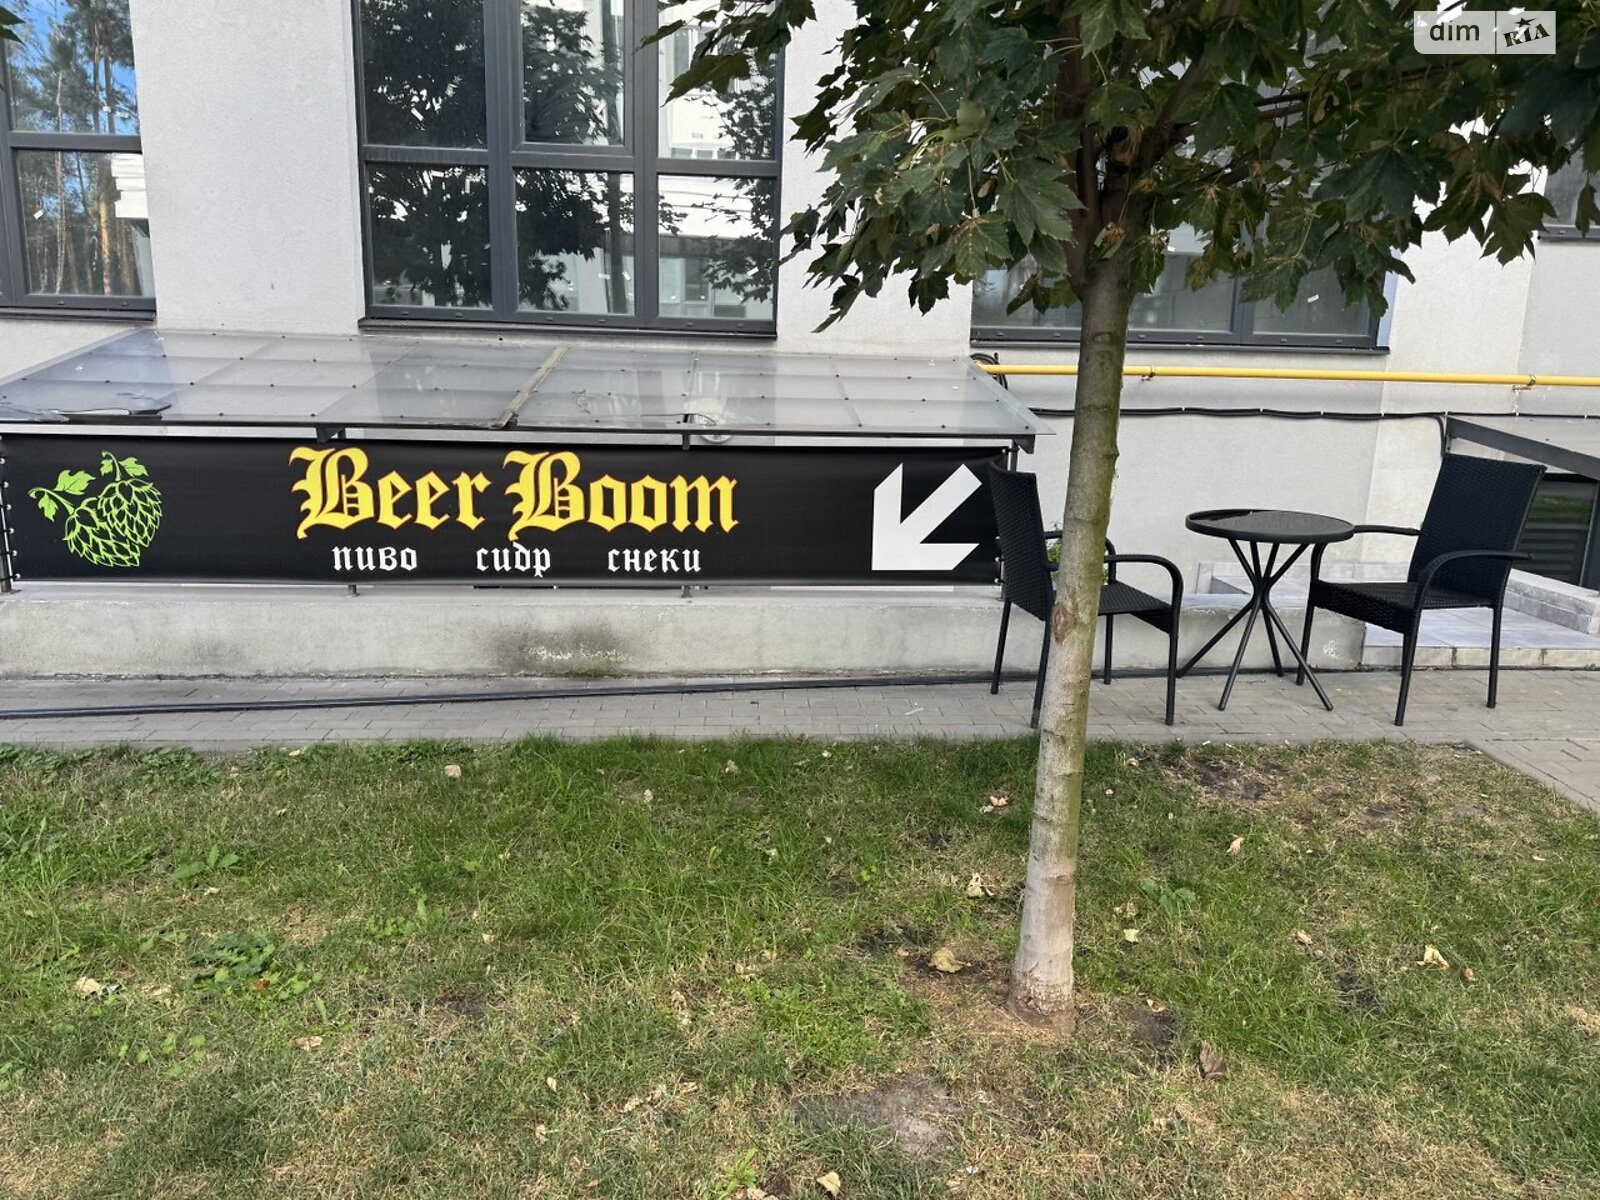 dim RIA
Beer Boom
пиво сидр снеки